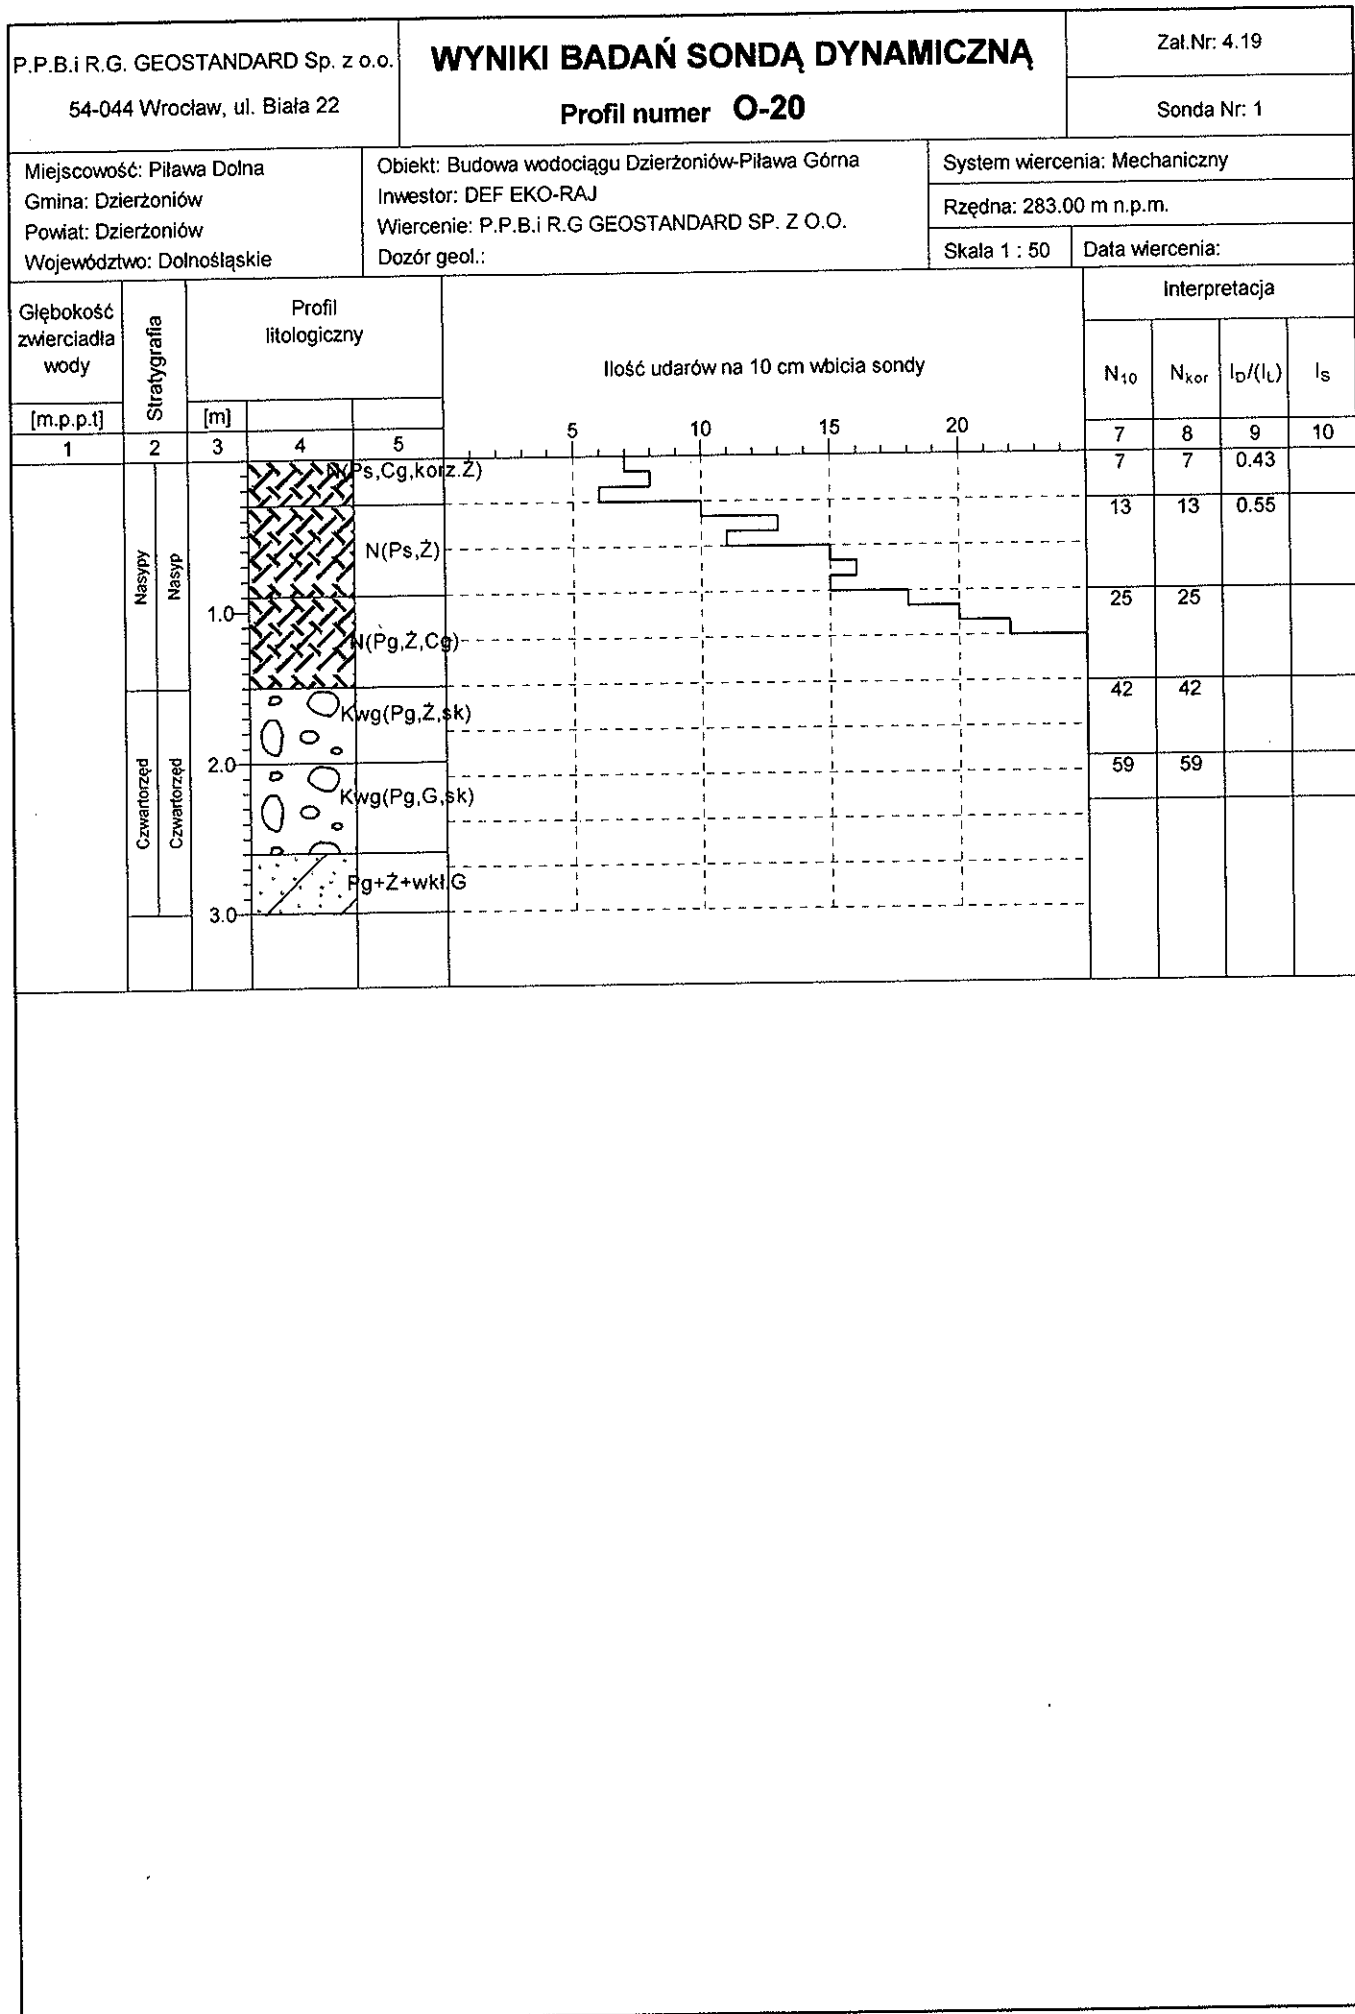 P.P.B.i R.G. GEOSTANDARD Sp. z o.o.
54-044 Wrocław, ul. Biała 22
WYNIKI BADAŃ SONDĄ DYNAMICZNĄ
Profil numer O-20
Zał.Nr: 4.19
Sonda Nr: 1
Miejscowość: Piława Dolna
Gmina: Dzierżoniów
Powiat: Dzierżoniów
Województwo: Dolnośląskie
Obiekt: Budowa wodociągu Dzierżoniów-Piława Górna
Inwestor: DEF EKO-RAJ
Wiercenie: P.P.B.i R.G GEOSTANDARD SP. Z O.O.
Dozór geol.:
System wiercenia: Mechaniczny
Rzędna: 283.00 m n.p.m.
Skala 1 : 50
Data wiercenia:
Głębokość
zwierciadła
wody
[m.p.p.t]
Stratygrafia
Profil
litologiczny
[m]
Ilość udarów na 10 cm wbicia sondy
Interpretacja
N10
Nkor
ID/(IL)
IS
5 10 15 20
1 2 3 4 5 7 8 9 10
N(Ps,Cg,korz.Ż)
7 7 0.43
13 13 0.55
N(Ps,Ż)
Nasypy
Nasyp
25 25
1.0
N(Pg,Ż,Cg)
42 42
Kwg(Pg,Ż,sk)
2.0
59 59
Kwg(Pg,G,sk)
Czwartorzęd
Czwartorzęd
Pg+Ż+wkł.G
3.0